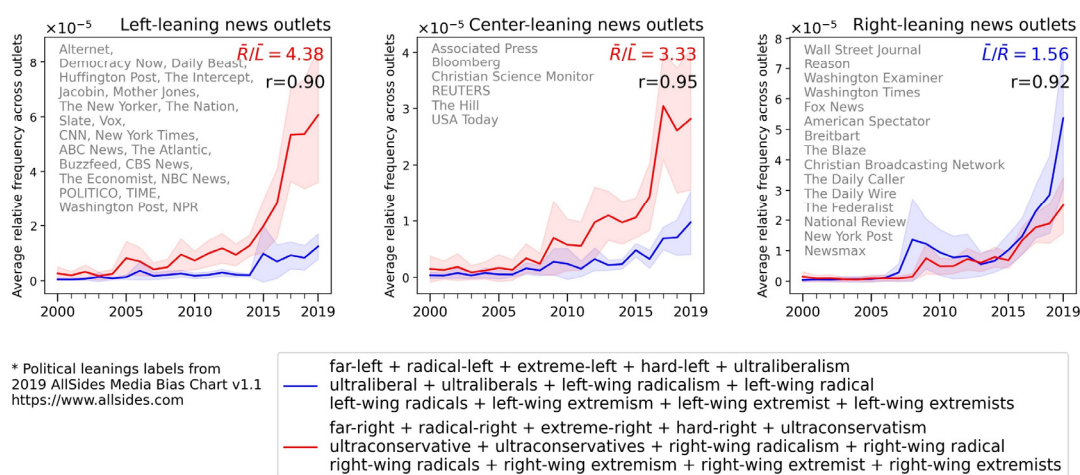 Left-leaning news outlets
×10⁻⁵
Average relative frequency across outlets
8
6
4
2
0
Alternet,
Democracy Now, Daily Beast,
Huffington Post, The Intercept,
Jacobin, Mother Jones,
The New Yorker, The Nation,
Slate, Vox,
CNN, New York Times,
ABC News, The Atlantic,
Buzzfeed, CBS News,
The Economist, NBC News,
POLITICO, TIME,
Washington Post, NPR
R̄/L̄ = 4.38
r=0.90
2000 2005 2010 2015 2019
Center-leaning news outlets
×10⁻⁵
Average relative frequency across outlets
4
3
2
1
0
Associated Press
Bloomberg
Christian Science Monitor
REUTERS
The Hill
USA Today
R̄/L̄ = 3.33
r=0.95
2000 2005 2010 2015 2019
Right-leaning news outlets
×10⁻⁵
Average relative frequency across outlets
8
7
6
5
4
3
2
1
0
Wall Street Journal
Reason
Washington Examiner
Washington Times
Fox News
American Spectator
Breitbart
The Blaze
Christian Broadcasting Network
The Daily Caller
The Daily Wire
The Federalist
National Review
New York Post
Newsmax
L̄/R̄ = 1.56
r=0.92
2000 2005 2010 2015 2019
* Political leanings labels from
2019 AllSides Media Bias Chart v1.1
https://www.allsides.com
far-left + radical-left + extreme-left + hard-left + ultraliberalism
ultraliberal + ultraliberals + left-wing radicalism + left-wing radical
left-wing radicals + left-wing extremism + left-wing extremist + left-wing extremists
far-right + radical-right + extreme-right + hard-right + ultraconservatism
ultraconservative + ultraconservatives + right-wing radicalism + right-wing radical
right-wing radicals + right-wing extremism + right-wing extremist + right-wing extremists